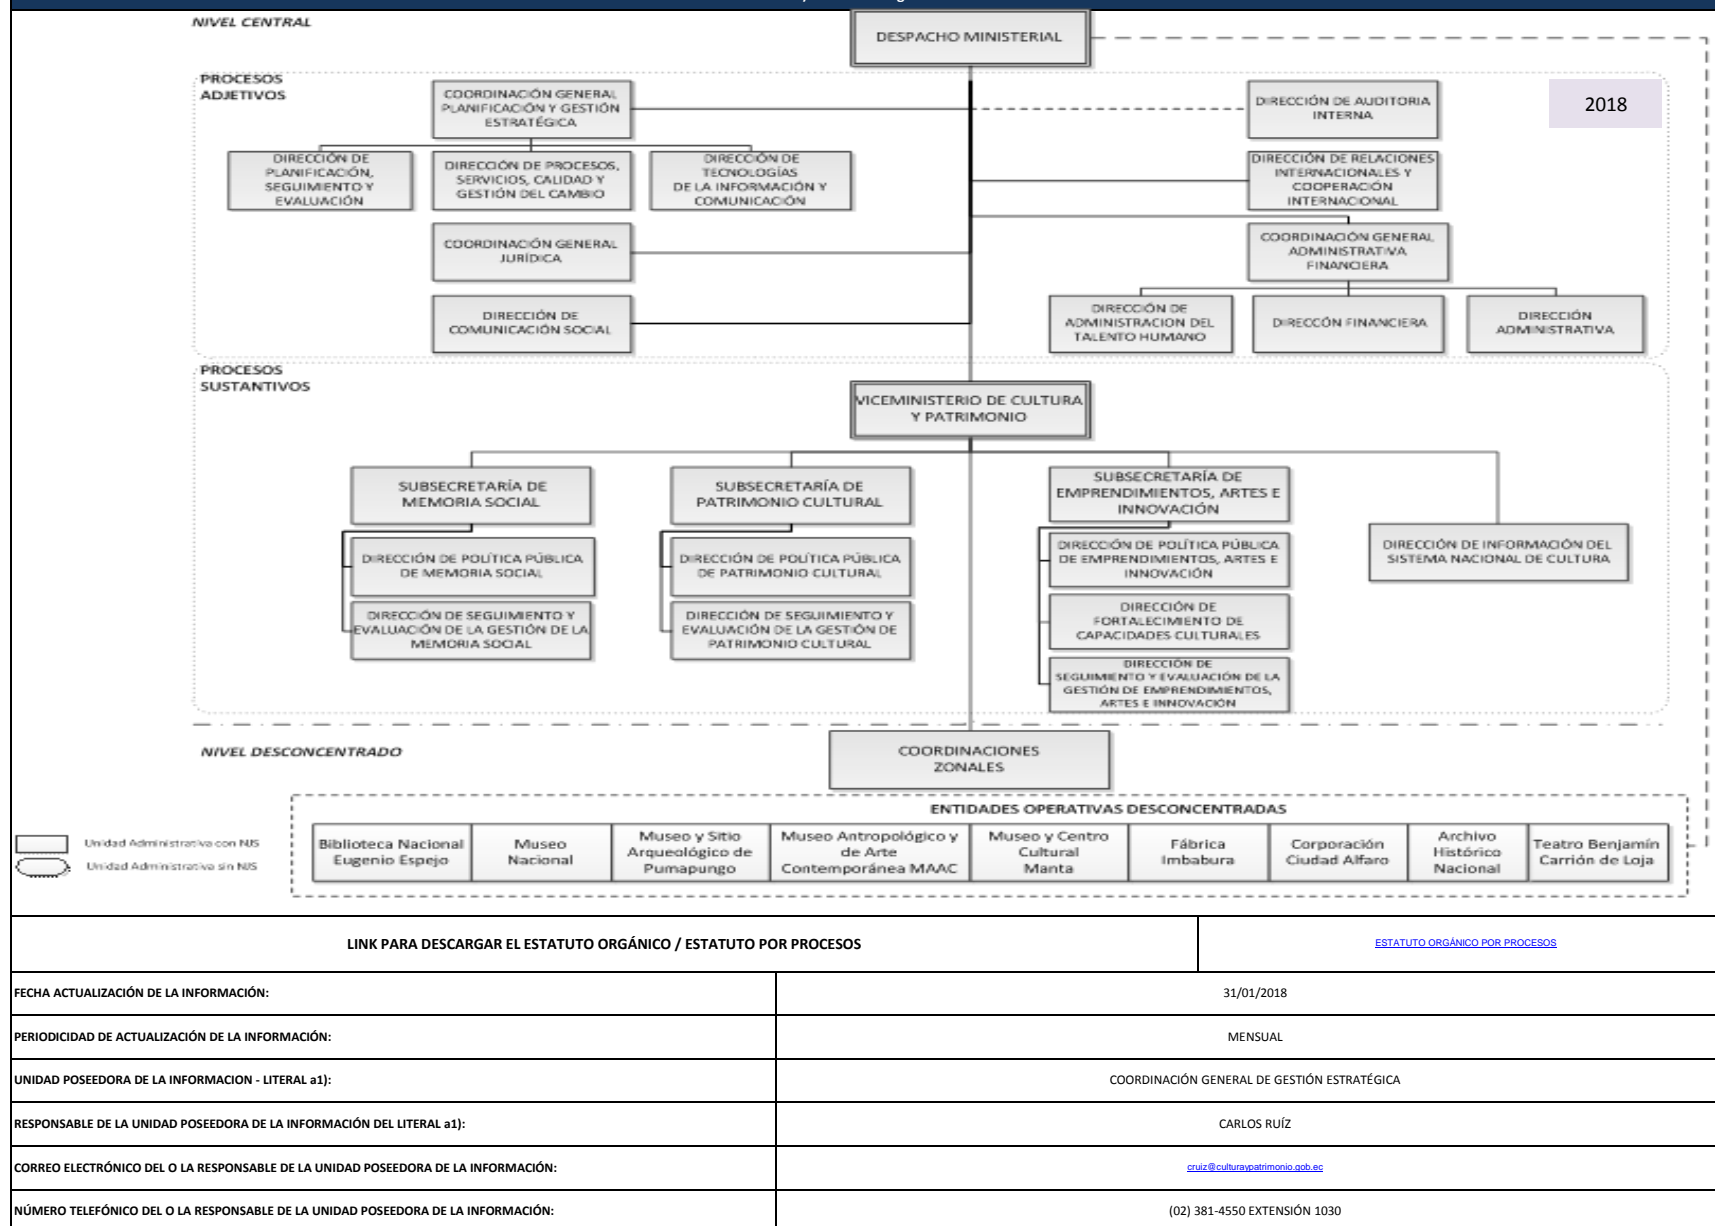 NIVEL CENTRAL
DESPACHO MINISTERIAL
PROCESOS
ADJETIVOS
COORDINACIÓN GENERAL
PLANIFICACIÓN Y GESTIÓN
ESTRATÉGICA
DIRECCIÓN DE AUDITORIA
INTERNA
2018
DIRECCIÓN DE
PLANIFICACIÓN,
SEGUIMIENTO Y
EVALUACIÓN
DIRECCIÓN DE PROCESOS,
SERVICIOS, CALIDAD Y
GESTIÓN DEL CAMBIO
DIRECCIÓN DE
TECNOLOGÍAS
DE LA INFORMACIÓN Y
COMUNICACIÓN
DIRECCIÓN DE RELACIONES
INTERNACIONALES Y
COOPERACIÓN
INTERNACIONAL
COORDINACIÓN GENERAL
JURÍDICA
COORDINACIÓN GENERAL
ADMINISTRATIVA
FINANCIERA
DIRECCIÓN DE
COMUNICACIÓN SOCIAL
DIRECCIÓN DE
ADMINISTRACION DEL
TALENTO HUMANO
DIRECCÓN FINANCIERA
DIRECCIÓN
ADMINISTRATIVA
PROCESOS
SUSTANTIVOS
VICEMINISTERIO DE CULTURA
Y PATRIMONIO
SUBSECRETARÍA DE
MEMORIA SOCIAL
SUBSECRETARÍA DE
PATRIMONIO CULTURAL
SUBSECRETARÍA DE
EMPRENDIMIENTOS, ARTES E
INNOVACIÓN
DIRECCIÓN DE POLÍTICA PÚBLICA
DE MEMORIA SOCIAL
DIRECCIÓN DE POLÍTICA PÚBLICA
DE PATRIMONIO CULTURAL
DIRECCIÓN DE POLÍTICA PÚBLICA
DE EMPRENDIMIENTOS, ARTES E
INNOVACIÓN
DIRECCIÓN DE INFORMACIÓN DEL
SISTEMA NACIONAL DE CULTURA
DIRECCIÓN DE SEGUIMIENTO Y
EVALUACIÓN DE LA GESTIÓN DE LA
MEMORIA SOCIAL
DIRECCIÓN DE SEGUIMIENTO Y
EVALUACIÓN DE LA GESTIÓN DE
PATRIMONIO CULTURAL
DIRECCIÓN DE
FORTALECIMIENTO DE
CAPACIDADES CULTURALES
DIRECCIÓN DE
SEGUIMIENTO Y EVALUACIÓN DE LA
GESTIÓN DE EMPRENDIMIENTOS,
ARTES E INNOVACIÓN
NIVEL DESCONCENTRADO
COORDINACIONES
ZONALES
ENTIDADES OPERATIVAS DESCONCENTRADAS
Unidad Administrativa con NJS
Unidad Administrativa sin NJS
Biblioteca Nacional
Eugenio Espejo
Museo
Nacional
Museo y Sitio
Arqueológico de
Pumapungo
Museo Antropológico y
de Arte
Contemporánea MAAC
Museo y Centro
Cultural
Manta
Fábrica
Imbabura
Corporación
Ciudad Alfaro
Archivo
Histórico
Nacional
Teatro Benjamín
Carrión de Loja
LINK PARA DESCARGAR EL ESTATUTO ORGÁNICO / ESTATUTO POR PROCESOS
ESTATUTO ORGÁNICO POR PROCESOS
FECHA ACTUALIZACIÓN DE LA INFORMACIÓN:
31/01/2018
PERIODICIDAD DE ACTUALIZACIÓN DE LA INFORMACIÓN:
MENSUAL
UNIDAD POSEEDORA DE LA INFORMACION - LITERAL a1):
COORDINACIÓN GENERAL DE GESTIÓN ESTRATÉGICA
RESPONSABLE DE LA UNIDAD POSEEDORA DE LA INFORMACIÓN DEL LITERAL a1):
CARLOS RUÍZ
CORREO ELECTRÓNICO DEL O LA RESPONSABLE DE LA UNIDAD POSEEDORA DE LA INFORMACIÓN:
cruiz@culturaypatrimonio.gob.ec
NÚMERO TELEFÓNICO DEL O LA RESPONSABLE DE LA UNIDAD POSEEDORA DE LA INFORMACIÓN:
(02) 381-4550 EXTENSIÓN 1030